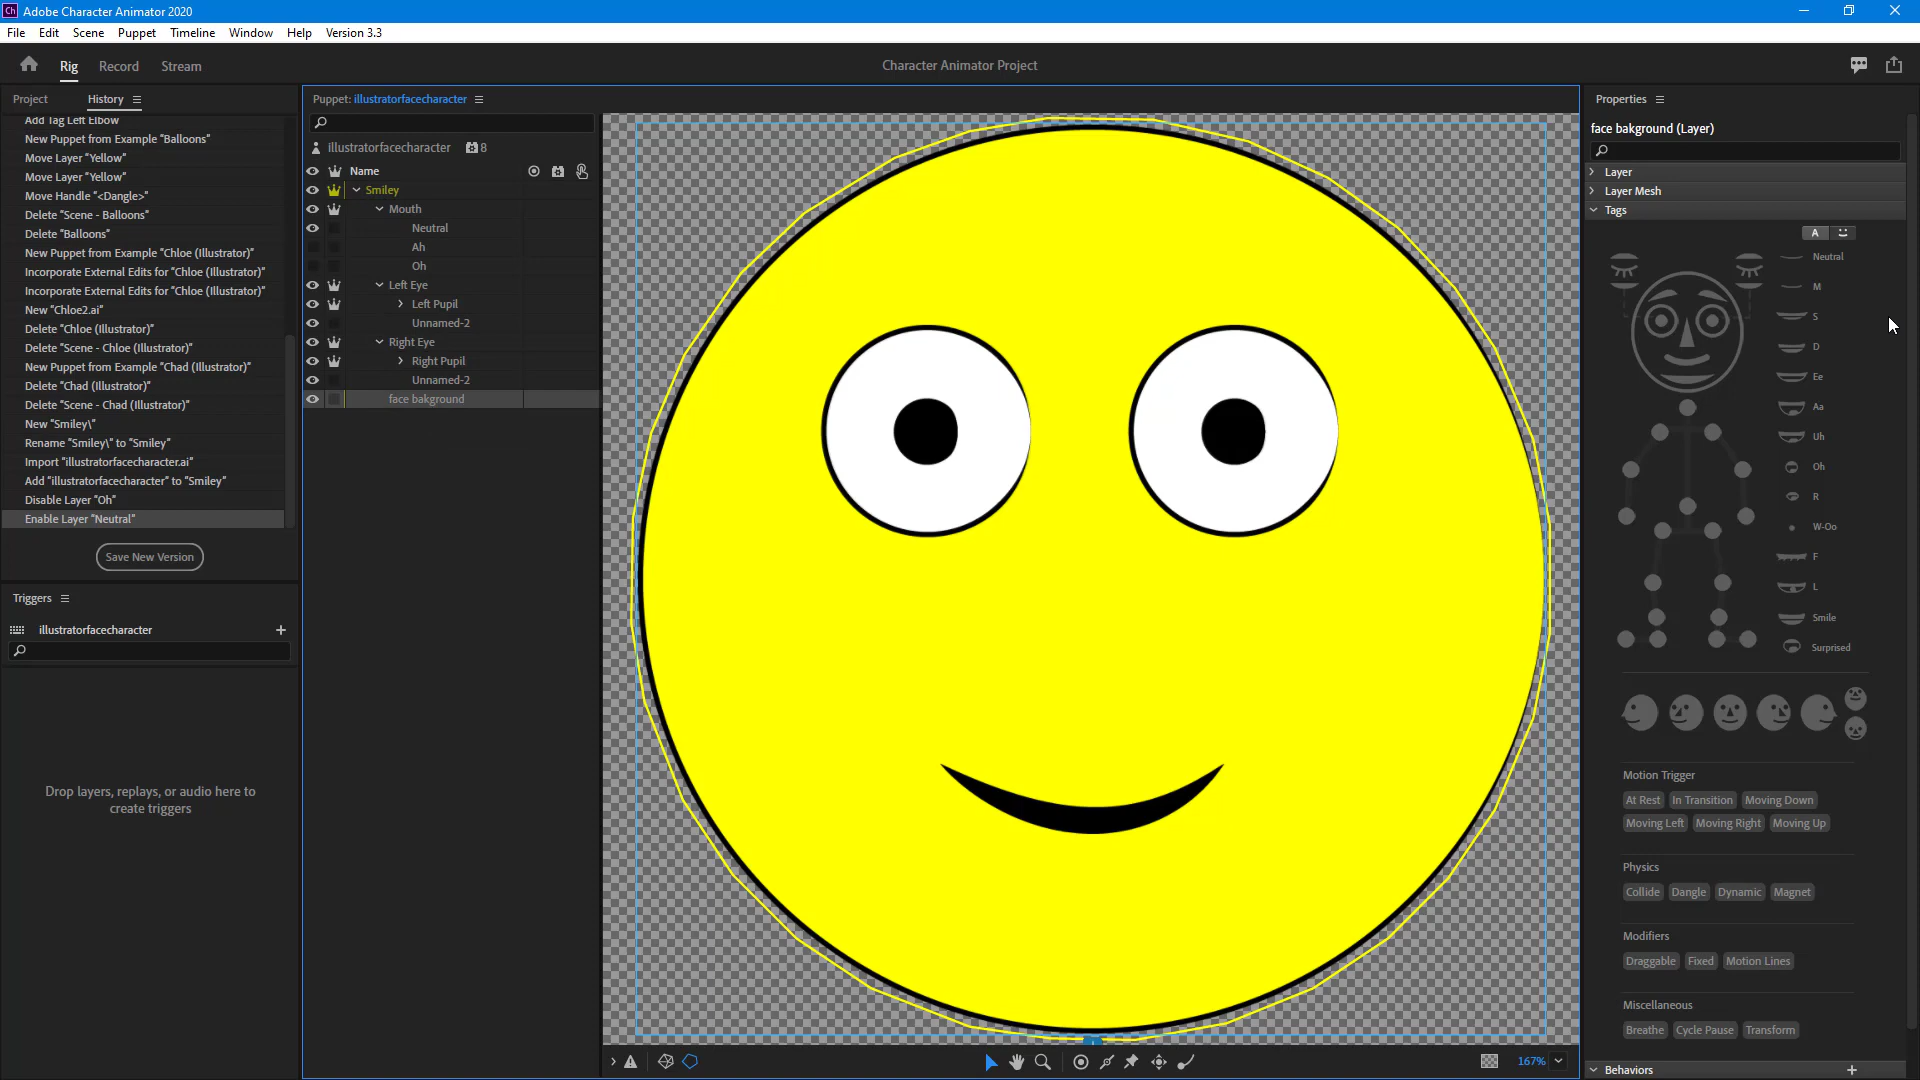 Ch Adobe Character Animator 2020
File Edit Scene Puppet Timeline Window Help Version 3.3
Rig Record Stream
Character Animator Project
Project History
Add Tag Left Elbow
New Puppet from Example "Balloons"
Move Layer "Yellow"
Move Layer "Yellow"
Move Handle "<Dangle>"
Delete "Scene - Balloons"
Delete "Balloons"
New Puppet from Example "Chloe (Illustrator)"
Incorporate External Edits for "Chloe (Illustrator)"
Incorporate External Edits for "Chloe (Illustrator)"
New "Chloe2.ai"
Delete "Chloe (Illustrator)"
Delete "Scene - Chloe (Illustrator)"
New Puppet from Example "Chad (Illustrator)"
Delete "Chad (Illustrator)"
Delete "Scene - Chad (Illustrator)"
New "Smiley\"
Rename "Smiley\" to "Smiley"
Import "illustratorfacecharacter.ai"
Add "illustratorfacecharacter" to "Smiley"
Disable Layer "Oh"
Enable Layer "Neutral"
Save New Version
Triggers
illustratorfacecharacter +
Drop layers, replays, or audio here to
create triggers
Puppet: illustratorfacecharacter
illustratorfacecharacter 8
Name
Smiley
Mouth
Neutral
Ah
Oh
Left Eye
Left Pupil
Unnamed-2
Right Eye
Right Pupil
Unnamed-2
face bakground
167%
Properties
face bakground (Layer)
Layer
Layer Mesh
Tags
A
Neutral
M
S
D
Ee
Aa
Uh
Oh
R
W-Oo
F
L
Smile
Surprised
Motion Trigger
At Rest In Transition Moving Down
Moving Left Moving Right Moving Up
Physics
Collide Dangle Dynamic Magnet
Modifiers
Draggable Fixed Motion Lines
Miscellaneous
Breathe Cycle Pause Transform
Behaviors +